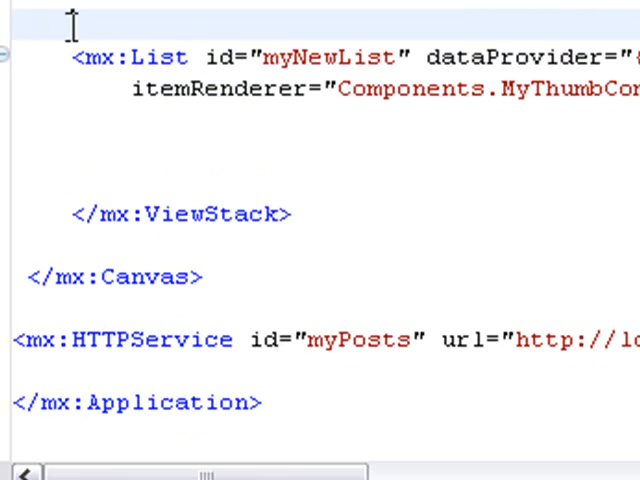 <mx:List id="myNewList" dataProvider="{
itemRenderer="Components.MyThumbCon
</mx:ViewStack>
</mx:Canvas>
<mx:HTTPService id="myPosts" url="http://lo
</mx:Application>